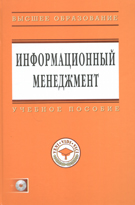 ВЫСШЕЕ ОБРАЗОВАНИЕ
ИНФОРМАЦИОННЫЙ
МЕНЕДЖМЕНТ
УЧЕБНОЕ ПОСОБИЕ